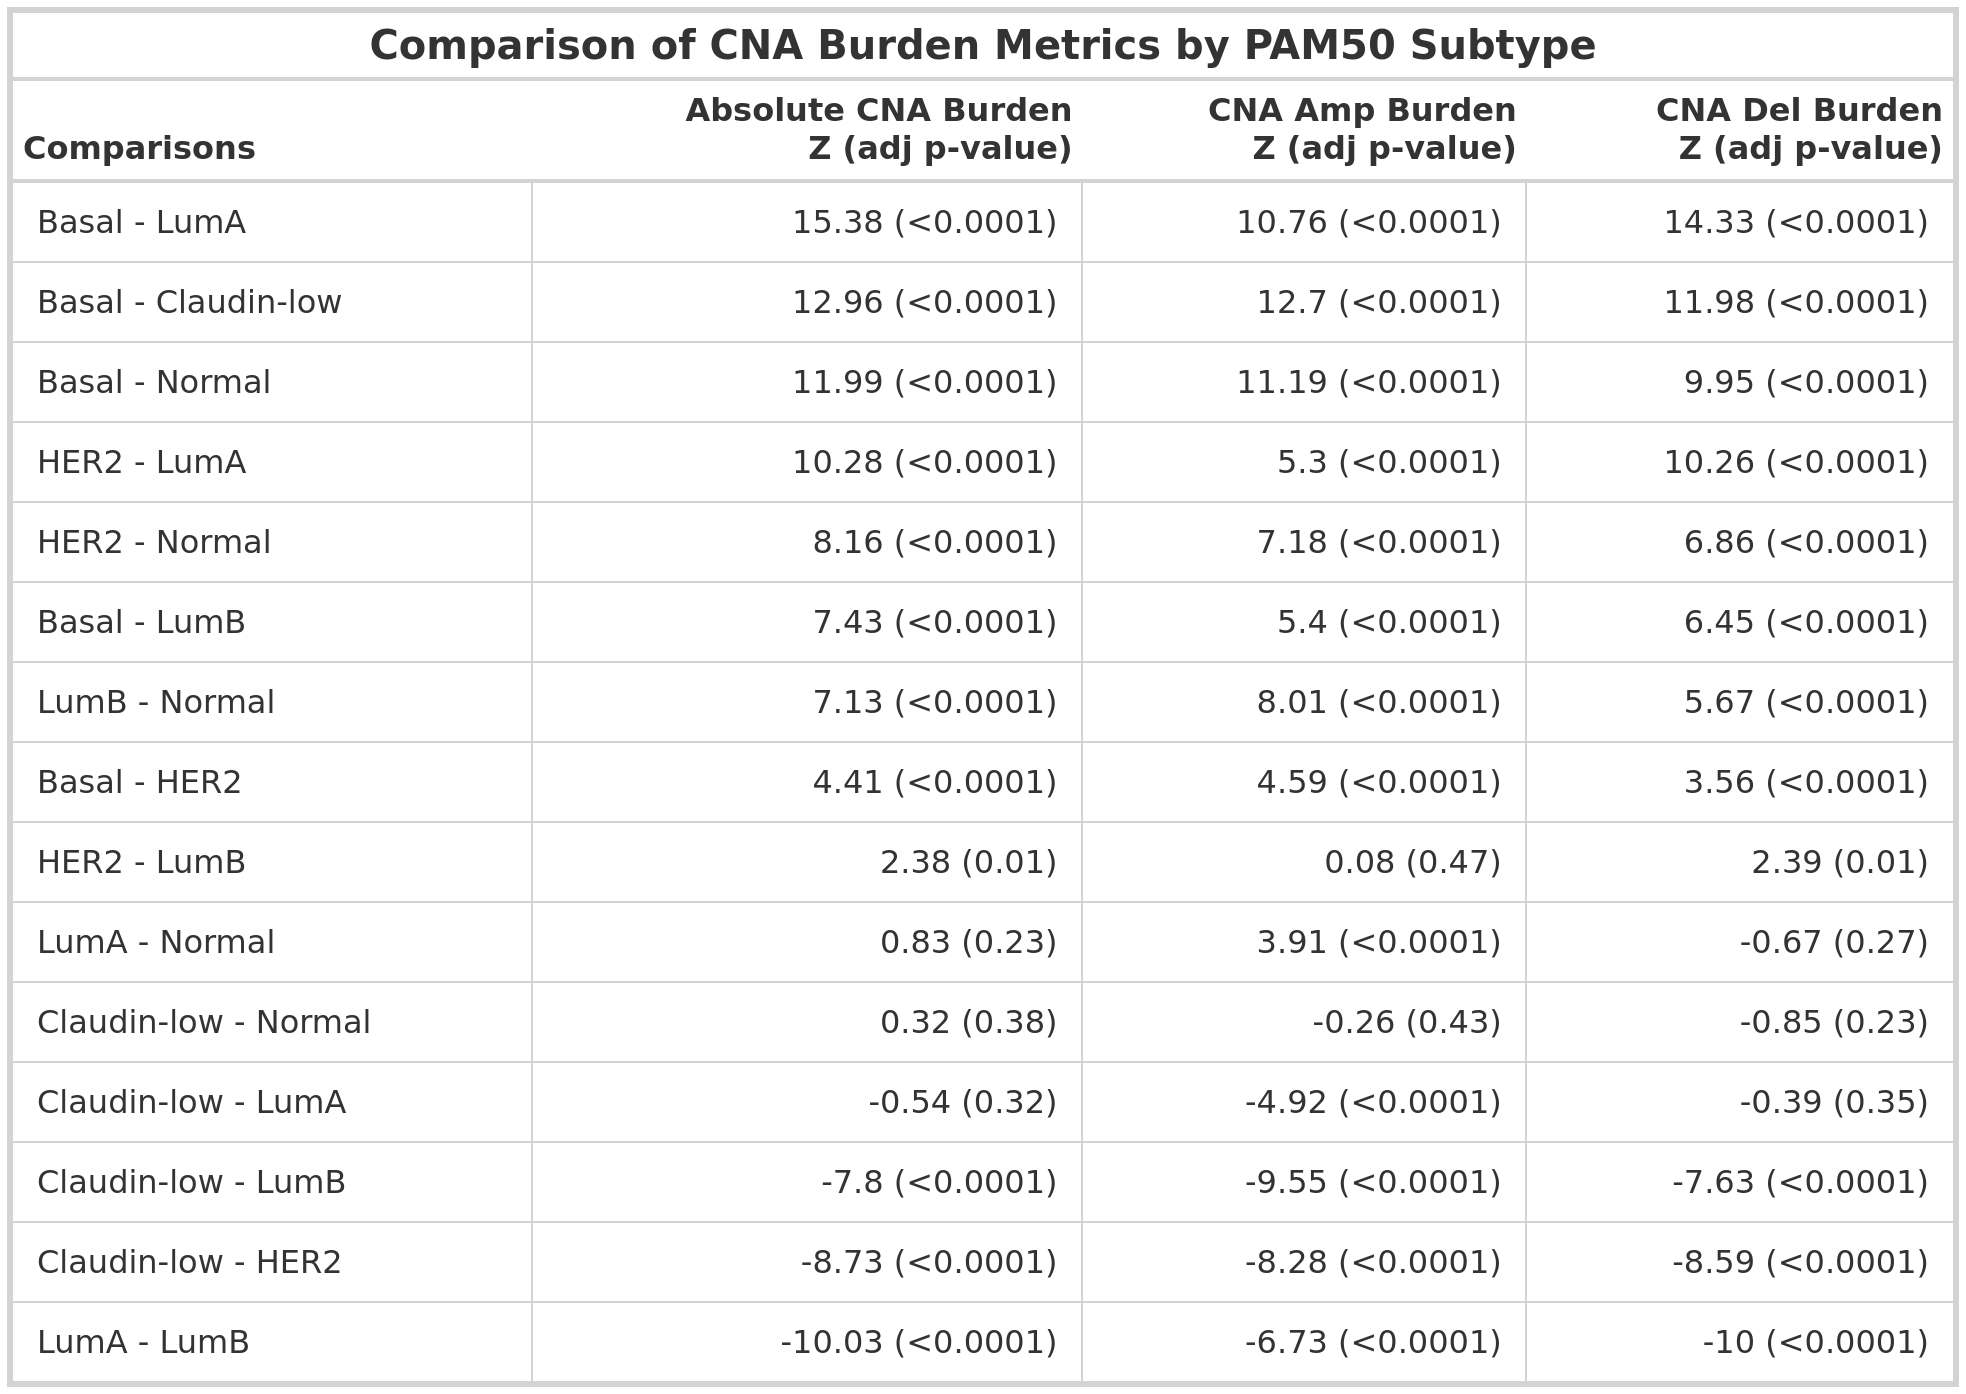 Comparison of CNA Burden Metrics by PAM50 Subtype
Comparisons Absolute CNA Burden Z (adj p-value) CNA Amp Burden Z (adj p-value) CNA Del Burden Z (adj p-value)
Basal - LumA 15.38 (<0.0001) 10.76 (<0.0001) 14.33 (<0.0001)
Basal - Claudin-low 12.96 (<0.0001) 12.7 (<0.0001) 11.98 (<0.0001)
Basal - Normal 11.99 (<0.0001) 11.19 (<0.0001) 9.95 (<0.0001)
HER2 - LumA 10.28 (<0.0001) 5.3 (<0.0001) 10.26 (<0.0001)
HER2 - Normal 8.16 (<0.0001) 7.18 (<0.0001) 6.86 (<0.0001)
Basal - LumB 7.43 (<0.0001) 5.4 (<0.0001) 6.45 (<0.0001)
LumB - Normal 7.13 (<0.0001) 8.01 (<0.0001) 5.67 (<0.0001)
Basal - HER2 4.41 (<0.0001) 4.59 (<0.0001) 3.56 (<0.0001)
HER2 - LumB 2.38 (0.01) 0.08 (0.47) 2.39 (0.01)
LumA - Normal 0.83 (0.23) 3.91 (<0.0001) -0.67 (0.27)
Claudin-low - Normal 0.32 (0.38) -0.26 (0.43) -0.85 (0.23)
Claudin-low - LumA -0.54 (0.32) -4.92 (<0.0001) -0.39 (0.35)
Claudin-low - LumB -7.8 (<0.0001) -9.55 (<0.0001) -7.63 (<0.0001)
Claudin-low - HER2 -8.73 (<0.0001) -8.28 (<0.0001) -8.59 (<0.0001)
LumA - LumB -10.03 (<0.0001) -6.73 (<0.0001) -10 (<0.0001)